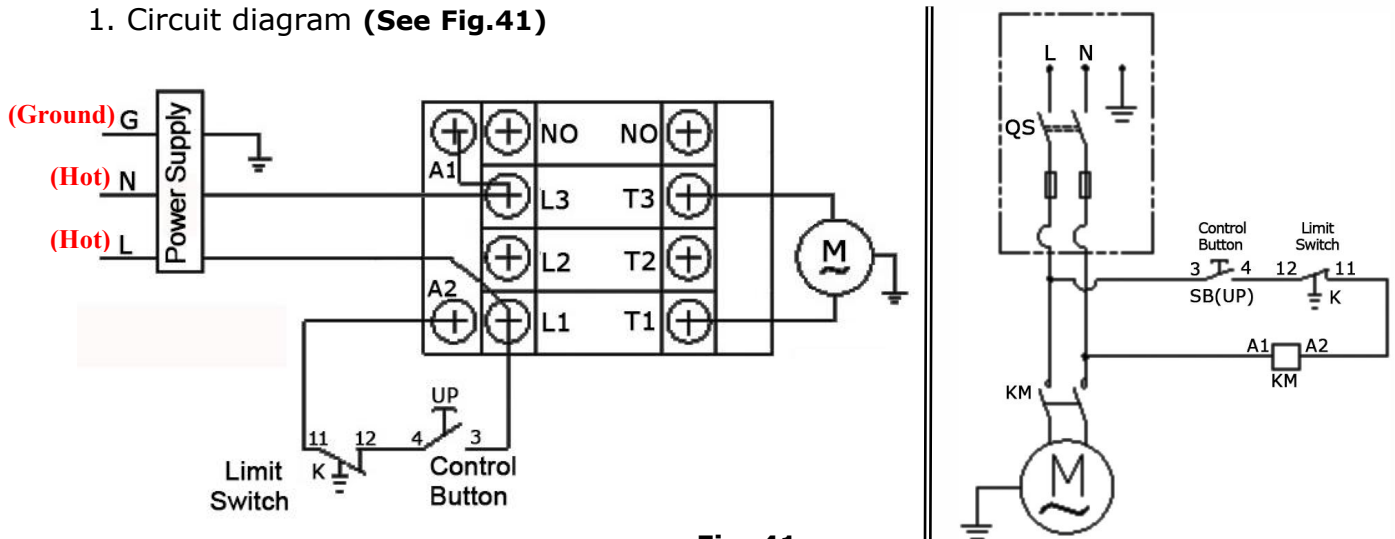 1. Circuit diagram (See Fig.41)
(Ground) G
(Hot) N
(Hot) L
Power Supply
A1
NO NO
L3 T3
L2 T2
A2
L1 T1
M
UP
11 12 4 3
K
Limit
Switch
Control
Button
L N
QS
Control
Button
Limit
Switch
3 4 12 11
SB(UP) K
A1 A2
KM
KM
M